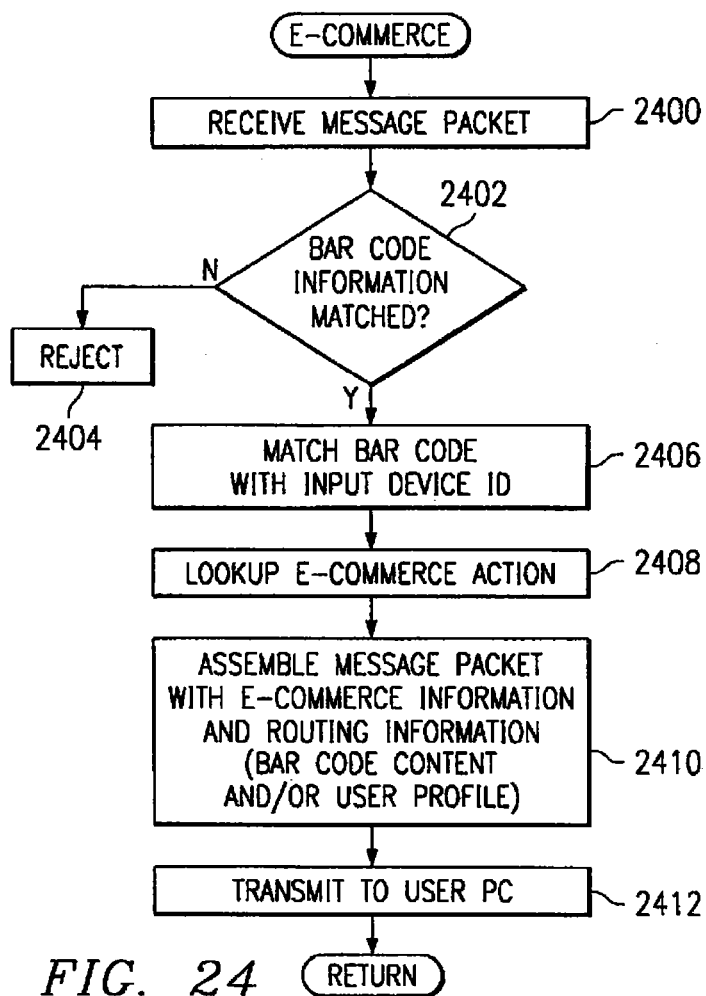 E-COMMERCE
RECEIVE MESSAGE PACKET
2400
2402
BAR CODE
INFORMATION
MATCHED?
N
REJECT
2404
Y
MATCH BAR CODE
WITH INPUT DEVICE ID
2406
LOOKUP E-COMMERCE ACTION
2408
ASSEMBLE MESSAGE PACKET
WITH E-COMMERCE INFORMATION
AND ROUTING INFORMATION
(BAR CODE CONTENT
AND/OR USER PROFILE)
2410
TRANSMIT TO USER PC
2412
FIG. 24
RETURN